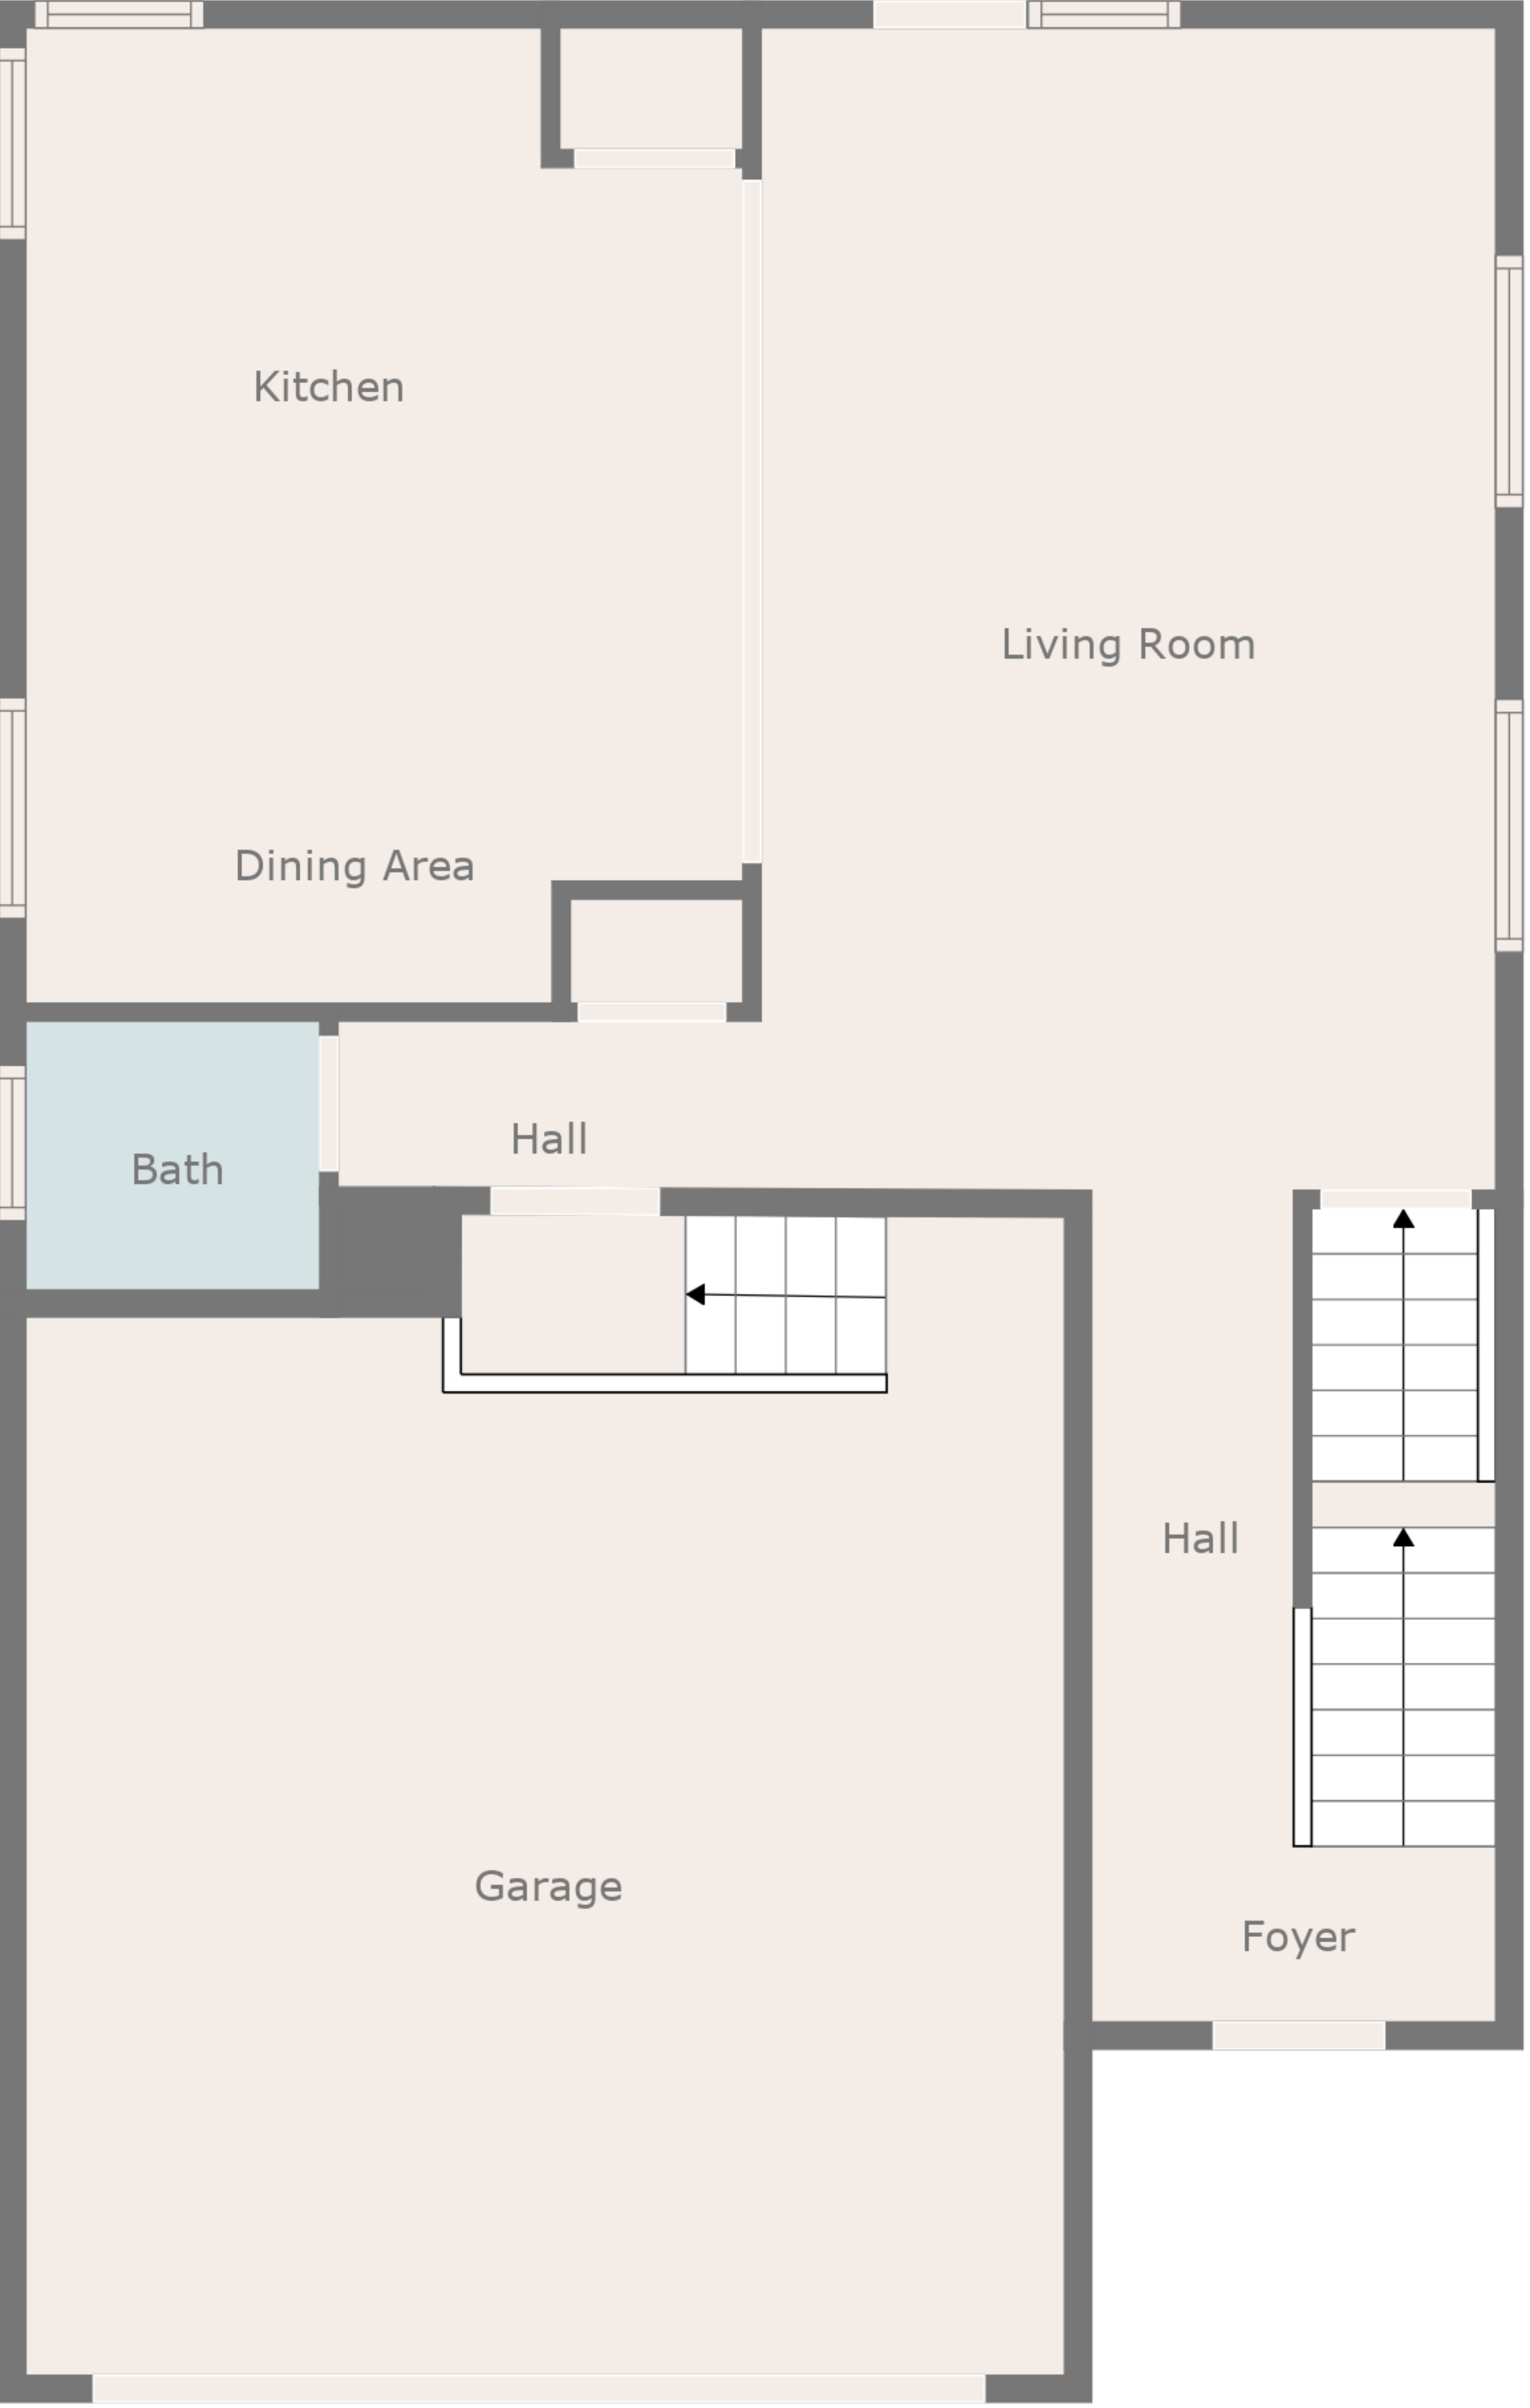 Kitchen
Living Room
Dining Area
Hall
Bath
Hall
Garage
Foyer